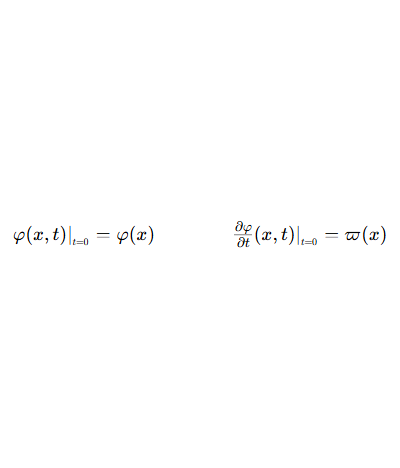 φ(x, t)|_{t=0} = φ(x)    ∂φ/∂t (x, t)|_{t=0} = ϖ(x)